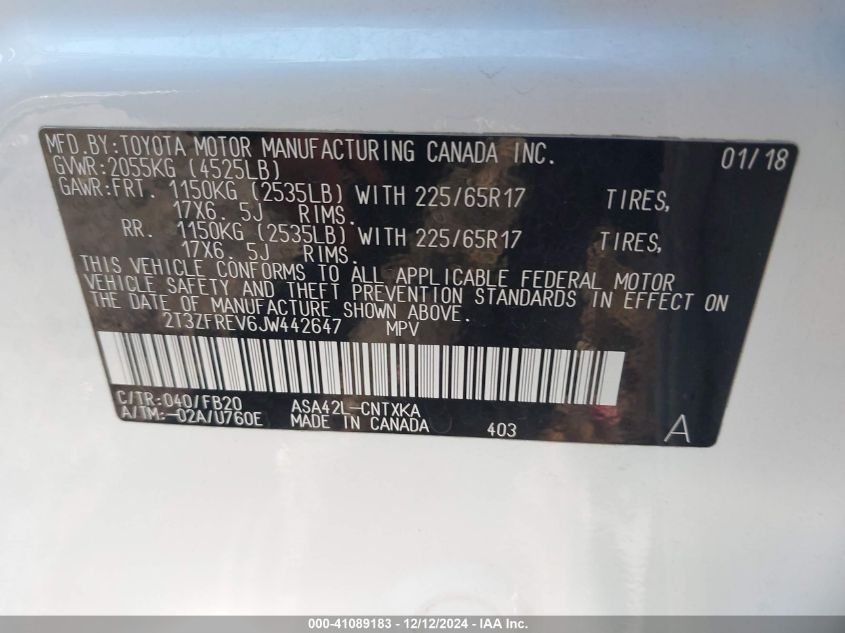 MFD.BY:TOYOTA MOTOR MANUFACTURING CANADA INC. 01/18
GVWR:2055KG (4525LB)
GAWR:FRT. 1150KG (2535LB) WITH 225/65R17 TIRES,
17X6. 5J RIMS.
RR. 1150KG (2535LB) WITH 225/65R17 TIRES,
17X6. 5J RIMS.
THIS VEHICLE CONFORMS TO ALL APPLICABLE FEDERAL MOTOR
VEHICLE SAFETY AND THEFT PREVENTION STANDARDS IN EFFECT ON
THE DATE OF MANUFACTURE SHOWN ABOVE.
2T3ZFREV6JW442647 MPV
C/TR:040/FB20 ASA42L-CNTXKA
A/TM:-02A/U760E MADE IN CANADA 403 A
000-41089183 - 12/12/2024 - IAA Inc.